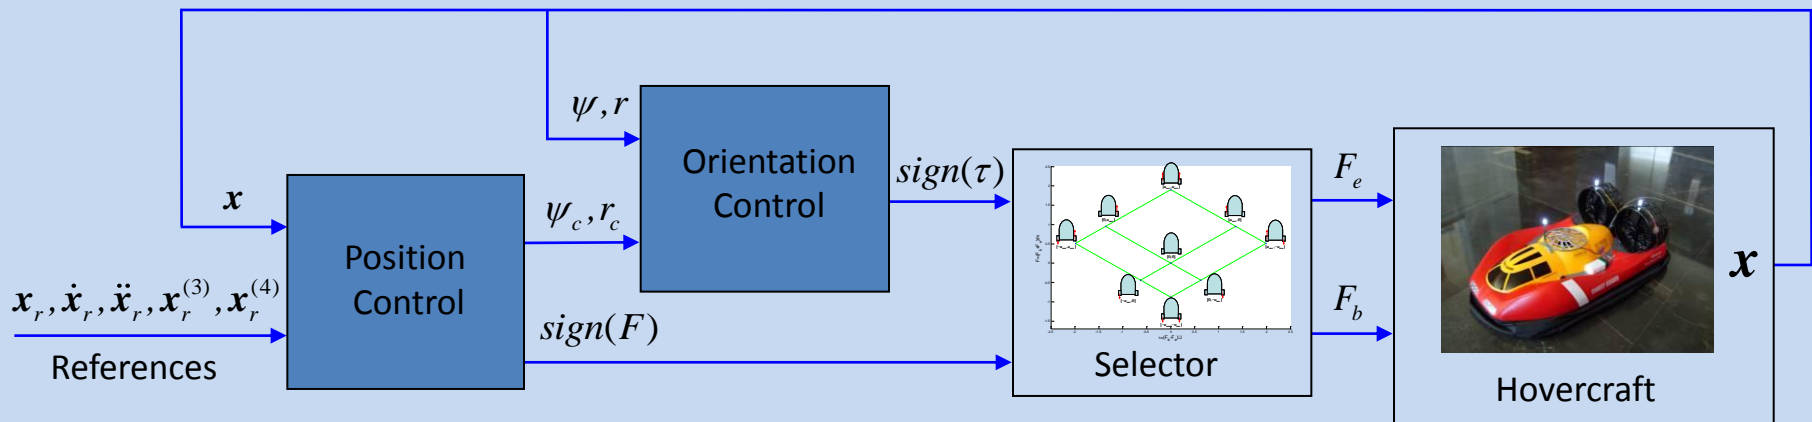 x
x_r, ẋ_r, ẍ_r, x_r^(3), x_r^(4)
References
Position
Control
ψ, r
ψ_c, r_c
sign(F)
Orientation
Control
sign(τ)
Selector
F_e
F_b
Hovercraft
x